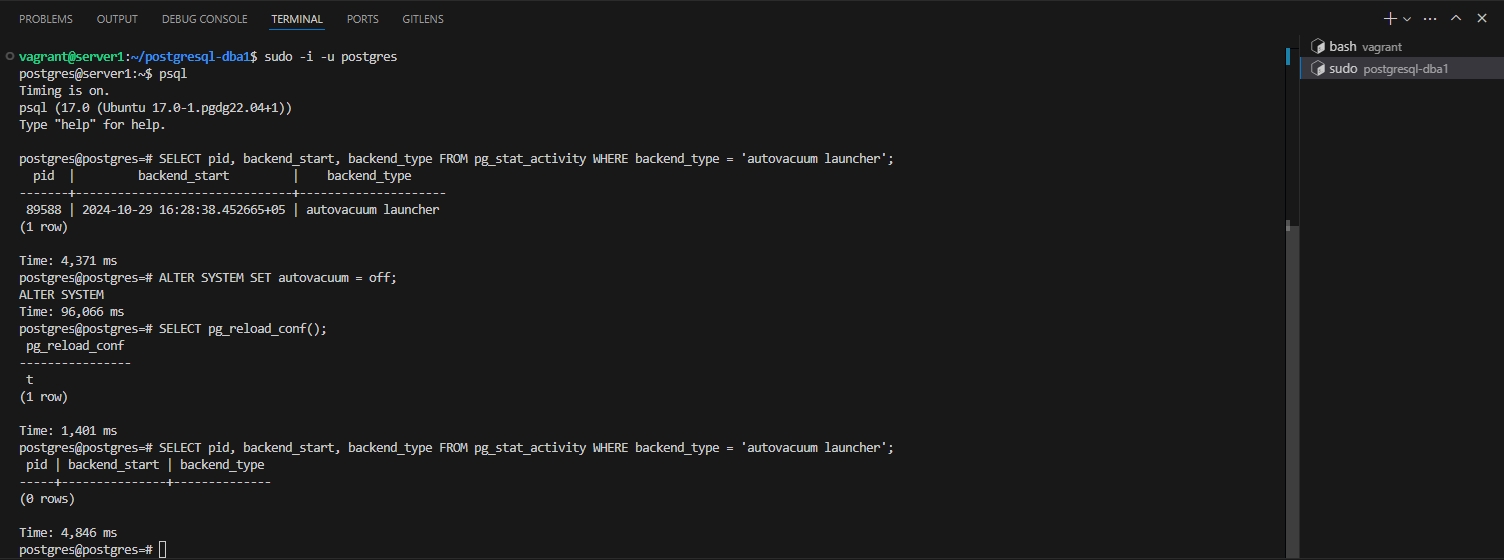 PROBLEMS OUTPUT DEBUG CONSOLE TERMINAL PORTS GITLENS
vagrant@server1:~/postgresql-dba1$ sudo -i -u postgres
postgres@server1:~$ psql
Timing is on.
psql (17.0 (Ubuntu 17.0-1.pgdg22.04+1))
Type "help" for help.
postgres@postgres=# SELECT pid, backend_start, backend_type FROM pg_stat_activity WHERE backend_type = 'autovacuum launcher';
  pid  |         backend_start         |    backend_type
-------+-------------------------------+---------------------
 89588 | 2024-10-29 16:28:38.452665+05 | autovacuum launcher
(1 row)
Time: 4,371 ms
postgres@postgres=# ALTER SYSTEM SET autovacuum = off;
ALTER SYSTEM
Time: 96,066 ms
postgres@postgres=# SELECT pg_reload_conf();
 pg_reload_conf
----------------
 t
(1 row)
Time: 1,401 ms
postgres@postgres=# SELECT pid, backend_start, backend_type FROM pg_stat_activity WHERE backend_type = 'autovacuum launcher';
 pid | backend_start | backend_type
-----+---------------+--------------
(0 rows)
Time: 4,846 ms
postgres@postgres=#
bash vagrant
sudo postgresql-dba1